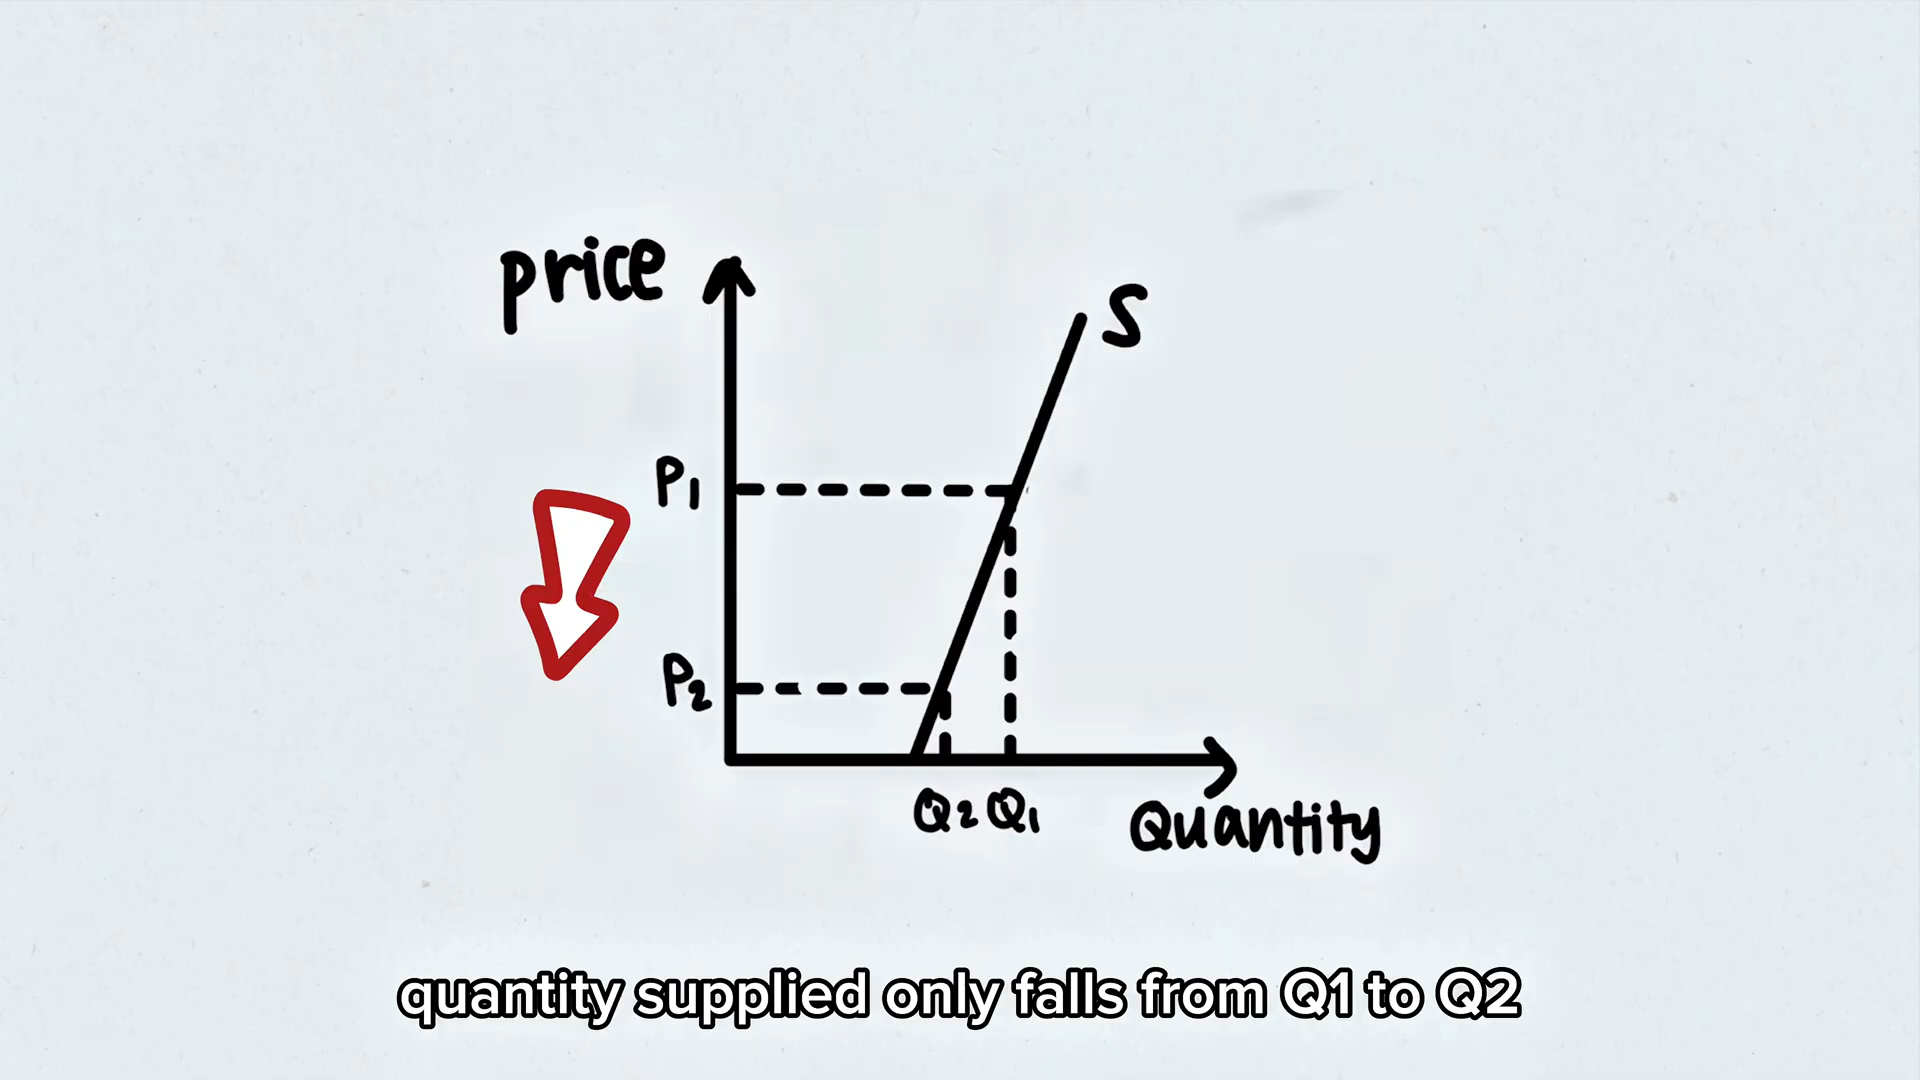 price
S
P1
P2
Q2 Q1
Quantity
quantity supplied only falls from Q1 to Q2